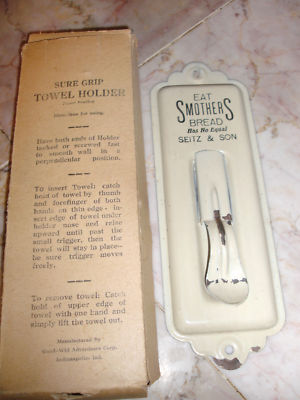 SURE GRIP
TOWEL HOLDER
Directions for using.
Have both ends of Holder
tacked or screwed fast
to smooth wall in a
perpendicular position.
To insert Towel: catch
hold of towel by thumb
and forefinger of both
hands on thin edge - in-
sert edge of towel under
holder nose and raise
upward until past the
small trigger, then the
towel will stay in place—
be sure trigger moves
freely.
To remove towel: Catch
hold of upper edge of
towel with one hand and
simply lift the towel out.
Manufactured by
Advertisers Corp.
Indianapolis, Ind.
EAT
SMOTHERS
BREAD
Has No Equal
SEITZ & SON